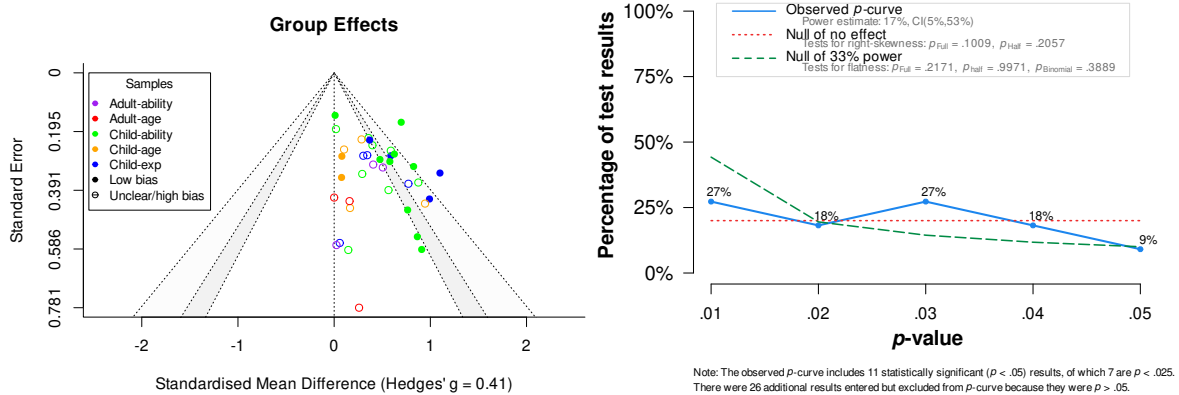 Group Effects
Standard Error
0
0.195
0.391
0.586
0.781
Samples
Adult-ability
Adult-age
Child-ability
Child-age
Child-exp
Low bias
Unclear/high bias
-2
-1
0
1
2
Standardised Mean Difference (Hedges' g = 0.41)
Percentage of test results
100%
75%
50%
25%
0%
Observed p-curve
Power estimate: 17%, CI(5%,53%)
Null of no effect
Tests for right-skewness: pFull = .1009, pHalf = .2057
Null of 33% power
Tests for flatness: pFull = .2171, phalf = .9971, pBinomial = .3889
27%
18%
27%
18%
9%
.01
.02
.03
.04
.05
p-value
Note: The observed p-curve includes 11 statistically significant (p < .05) results, of which 7 are p < .025.
There were 26 additional results entered but excluded from p-curve because they were p > .05.